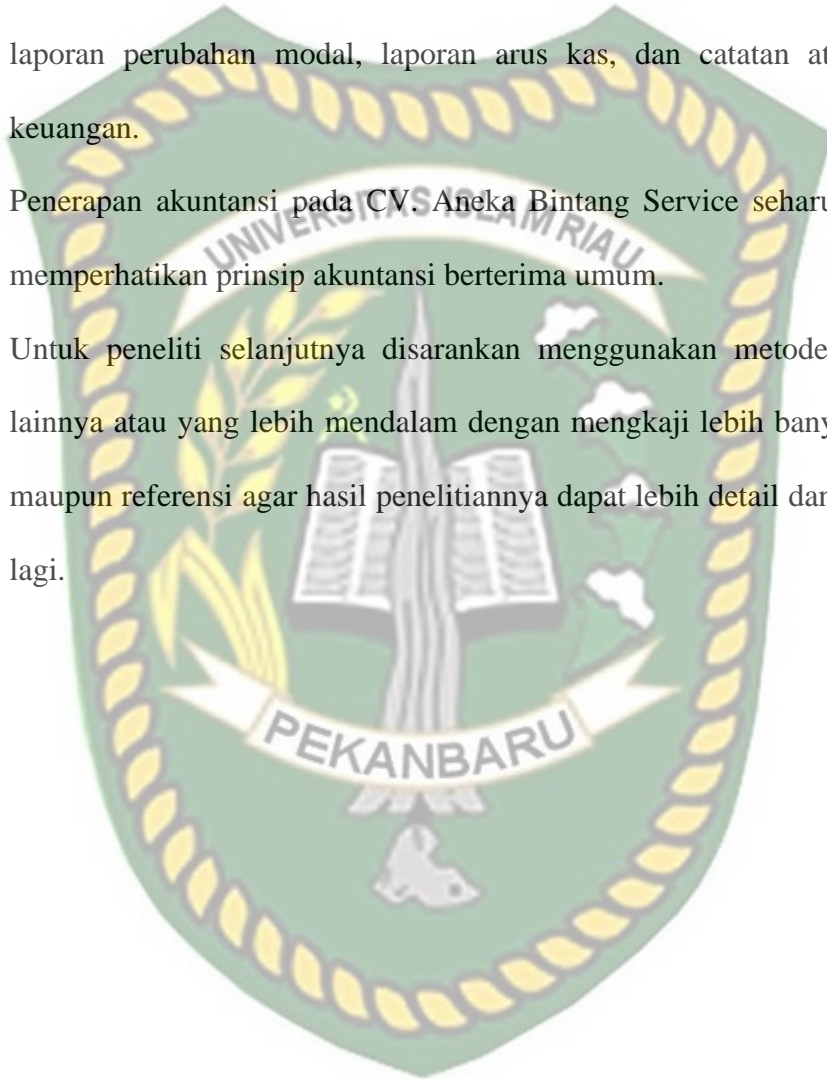 laporan perubahan modal, laporan arus kas, dan catatan at
keuangan.
Penerapan akuntansi pada CV. Aneka Bintang Service seharu
UNIVERSITAS ISLAM RIAU
memperhatikan prinsip akuntansi berterima umum.
Untuk peneliti selanjutnya disarankan menggunakan metode
lainnya atau yang lebih mendalam dengan mengkaji lebih bany
maupun referensi agar hasil penelitiannya dapat lebih detail dan
lagi.
PEKANBARU